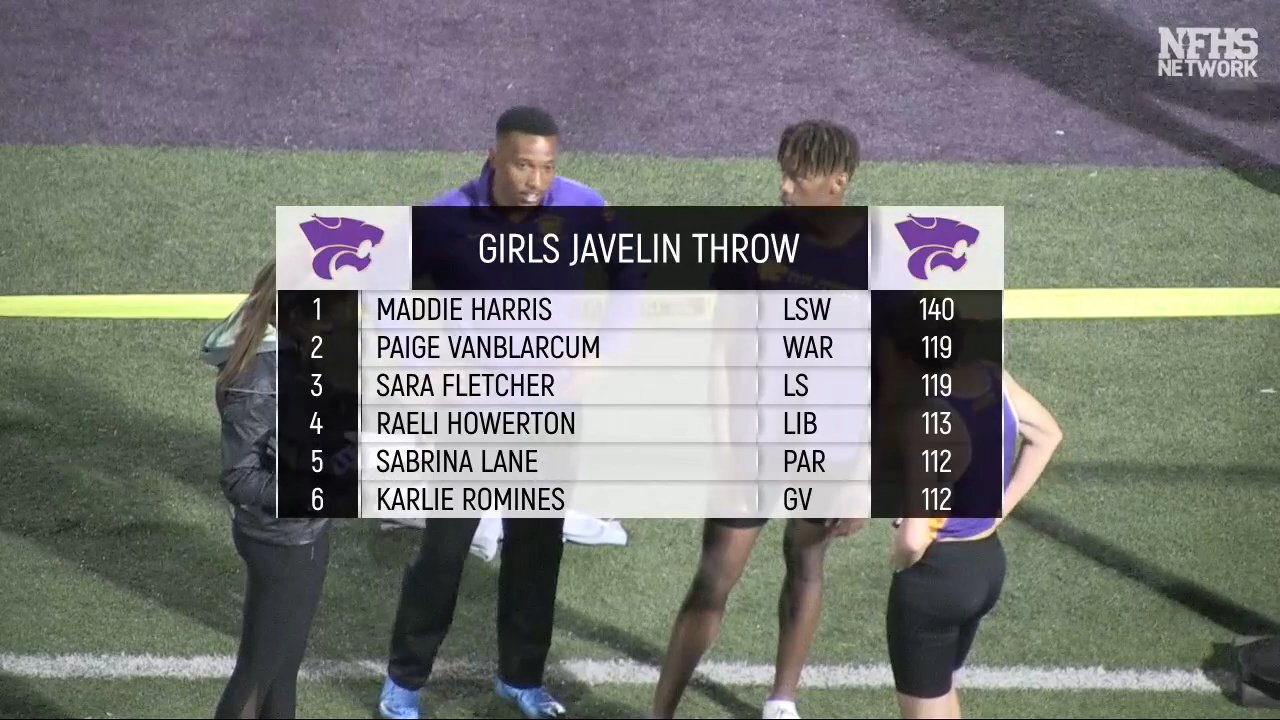 NFHS
NETWORK
GIRLS JAVELIN THROW
1 MADDIE HARRIS LSW 140
2 PAIGE VANBLARCUM WAR 119
3 SARA FLETCHER LS 119
4 RAELI HOWERTON LIB 113
5 SABRINA LANE PAR 112
6 KARLIE ROMINES GV 112